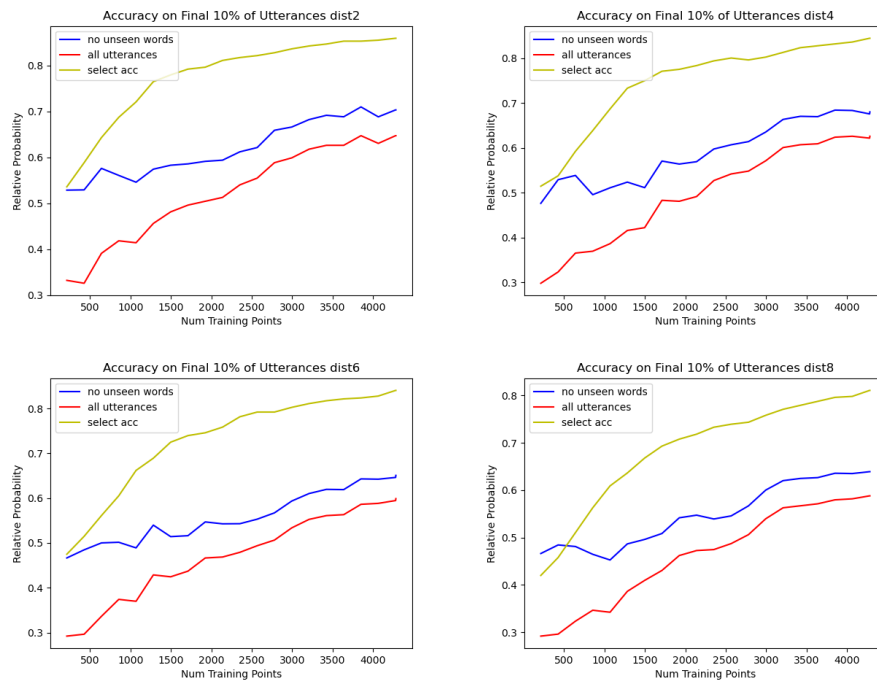 Accuracy on Final 10% of Utterances dist2
no unseen words
all utterances
select acc
Relative Probability
0.8
0.7
0.6
0.5
0.4
0.3
500 1000 1500 2000 2500 3000 3500 4000
Num Training Points
Accuracy on Final 10% of Utterances dist4
no unseen words
all utterances
select acc
Relative Probability
0.8
0.7
0.6
0.5
0.4
0.3
500 1000 1500 2000 2500 3000 3500 4000
Num Training Points
Accuracy on Final 10% of Utterances dist6
no unseen words
all utterances
select acc
Relative Probability
0.8
0.7
0.6
0.5
0.4
0.3
500 1000 1500 2000 2500 3000 3500 4000
Num Training Points
Accuracy on Final 10% of Utterances dist8
no unseen words
all utterances
select acc
Relative Probability
0.8
0.7
0.6
0.5
0.4
0.3
500 1000 1500 2000 2500 3000 3500 4000
Num Training Points